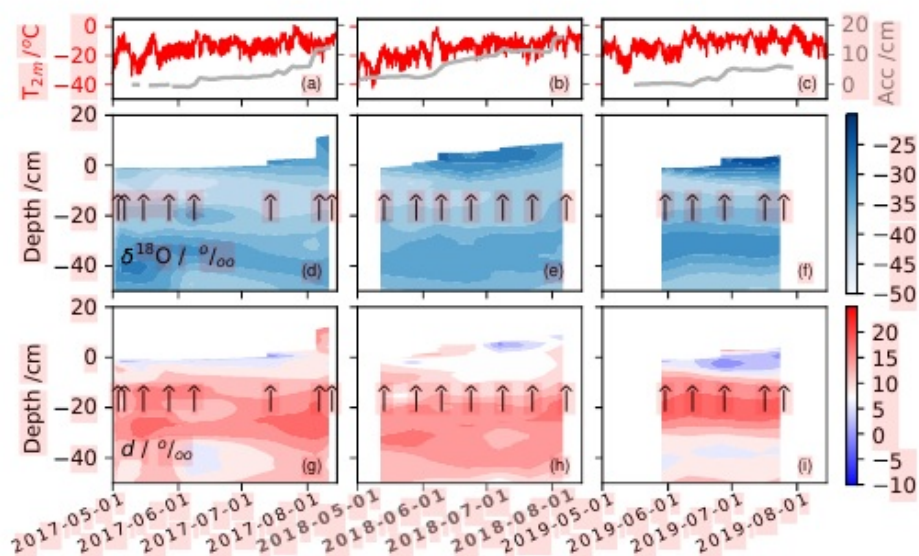 T2m/°C
0
−20
−40
(a)
(b)
(c)
20
10
0
Acc /cm
Depth /cm
20
0
−20
−40
δ18O / o/oo
(d)
(e)
(f)
−25
−30
−35
−40
−45
−50
Depth /cm
20
0
−20
−40
d / o/oo
(g)
(h)
(i)
20
15
10
5
0
−5
−10
2017-05-01
2017-06-01
2017-07-01
2017-08-01
2018-05-01
2018-06-01
2018-07-01
2018-08-01
2019-05-01
2019-06-01
2019-07-01
2019-08-01